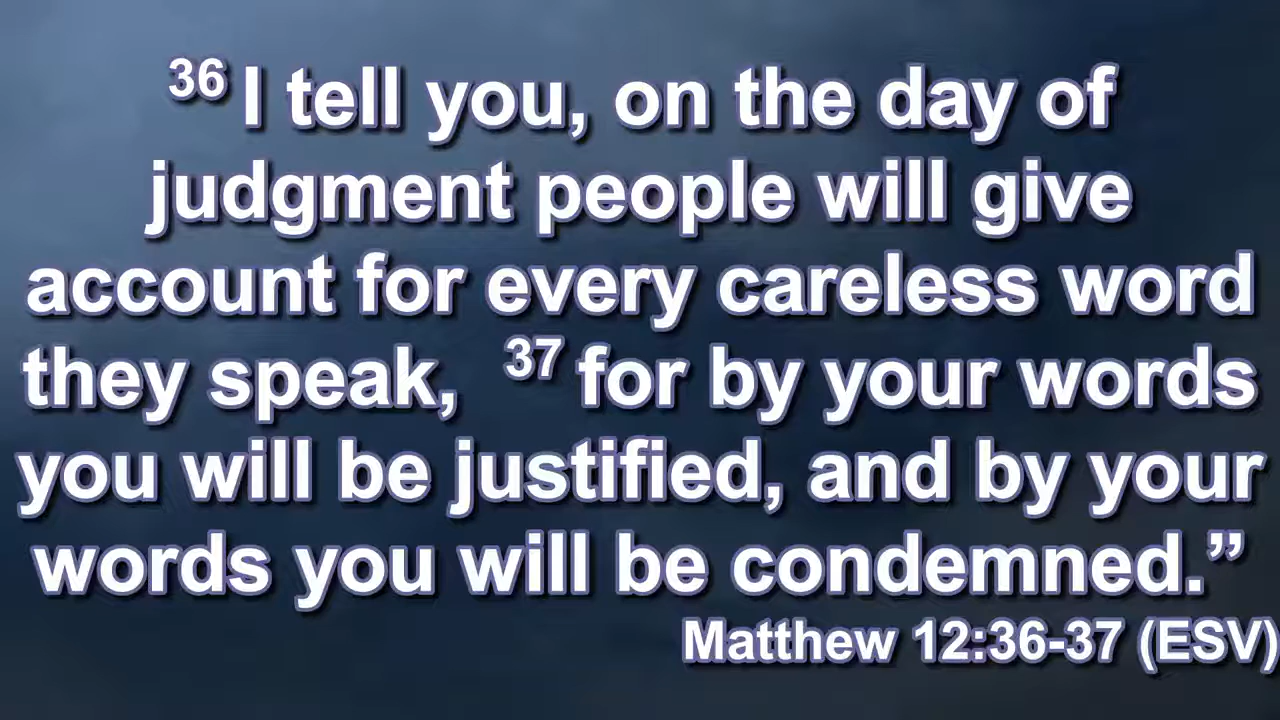 36 I tell you, on the day of
judgment people will give
account for every careless word
they speak, 37 for by your words
you will be justified, and by your
words you will be condemned.”
Matthew 12:36-37 (ESV)